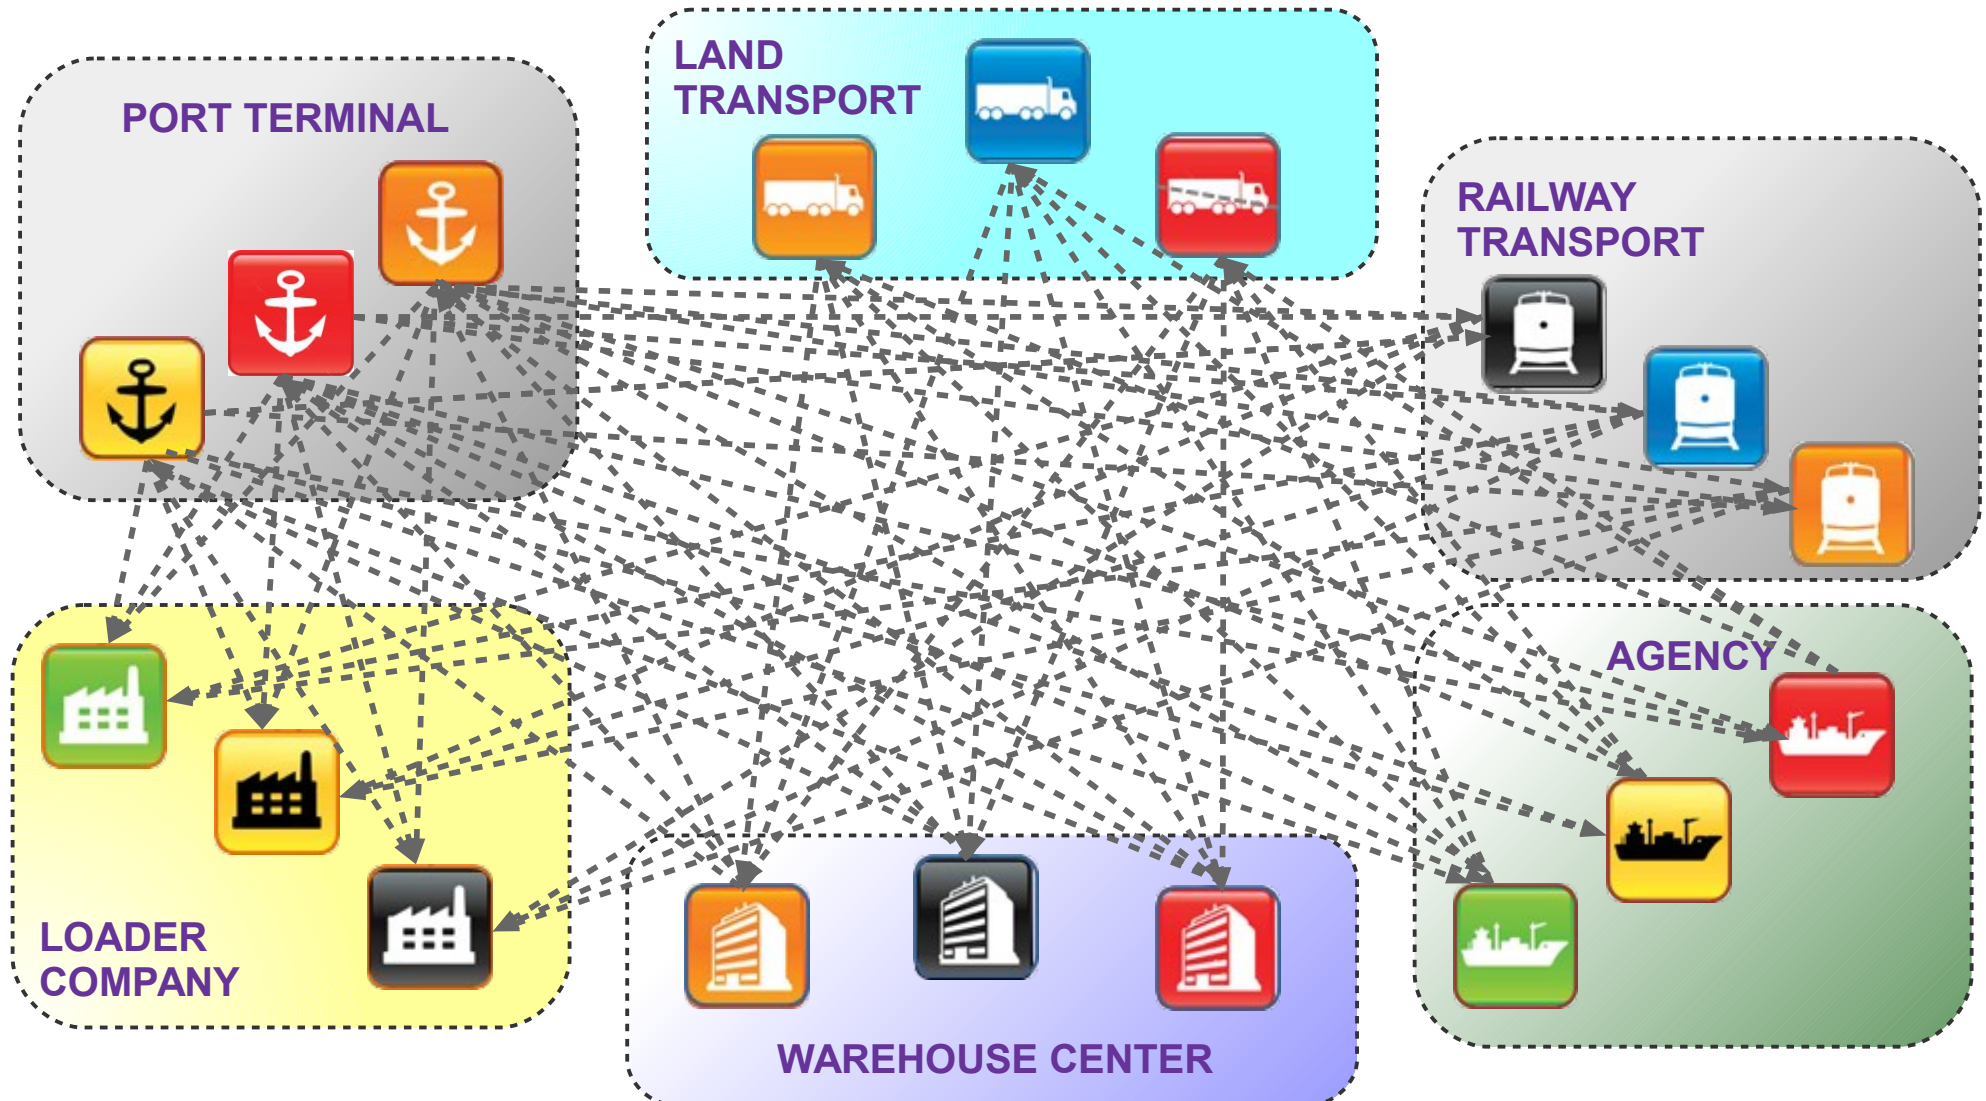 LAND
TRANSPORT
PORT TERMINAL
RAILWAY
TRANSPORT
AGENCY
LOADER
COMPANY
WAREHOUSE CENTER